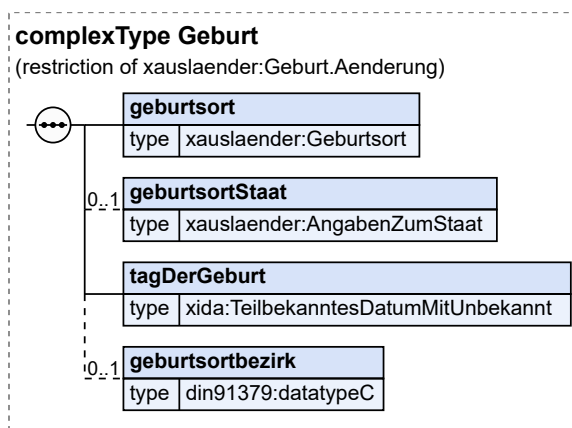 complexType Geburt
(restriction of xauslaender:Geburt.Aenderung)
geburtsort
type xauslaender:Geburtsort
0..1
geburtsortStaat
type xauslaender:AngabenZumStaat
tagDerGeburt
type xida:TeilbekanntesDatumMitUnbekannt
0..1
geburtsortbezirk
type din91379:datatypeC